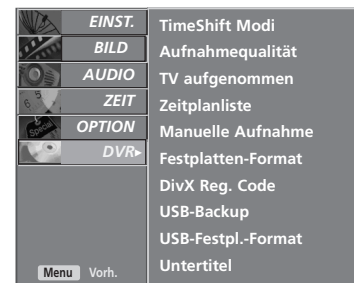 EINST.
BILD
AUDIO
ZEIT
OPTION
DVR
Menu Vorh.
TimeShift Modi
Aufnahmequalität
TV aufgenommen
Zeitplanliste
Manuelle Aufnahme
Festplatten-Format
DivX Reg. Code
USB-Backup
USB-Festpl.-Format
Untertitel
Special